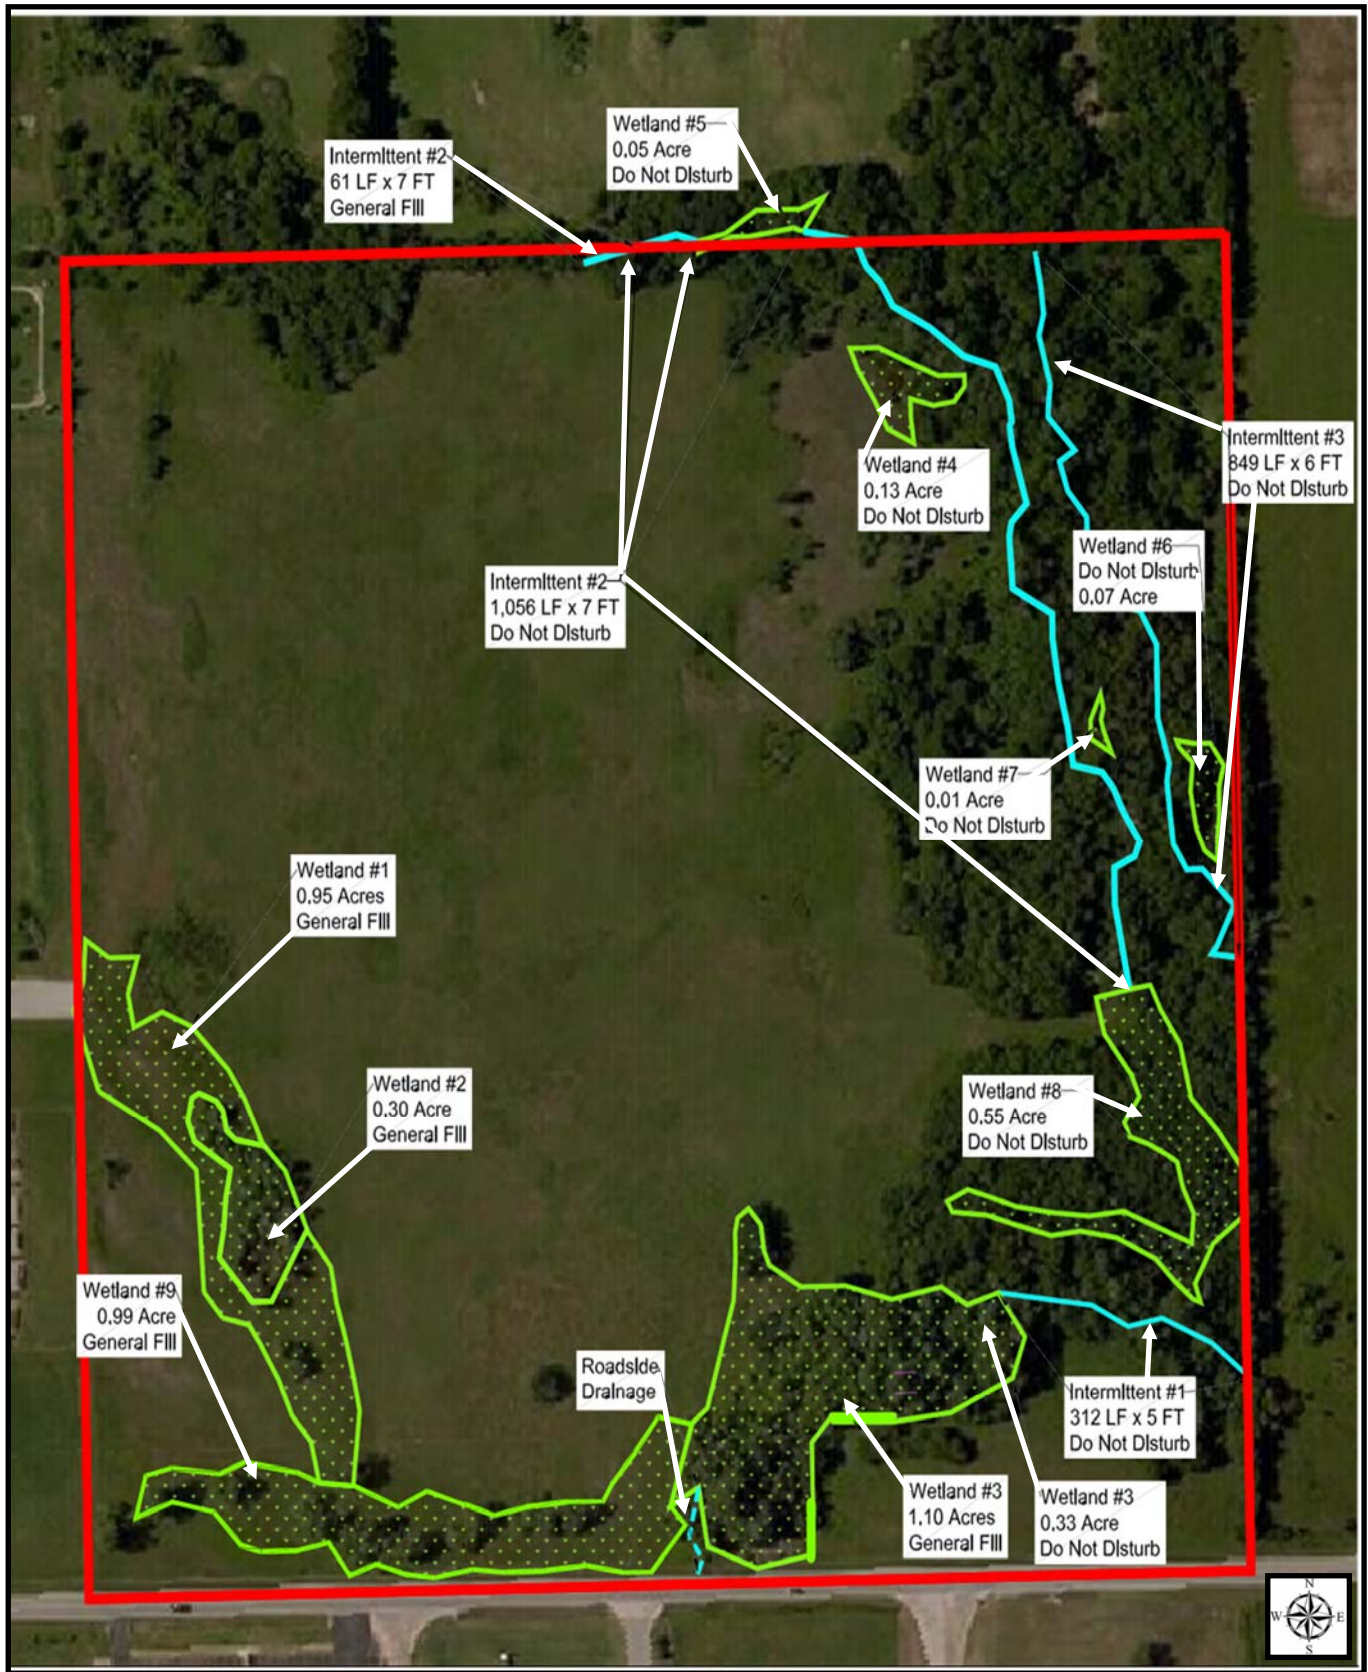 Wetland #5
0.05 Acre
Do Not Disturb
Intermittent #2
61 LF x 7 FT
General Fill
Intermittent #3
849 LF x 6 FT
Do Not Disturb
Wetland #4
0.13 Acre
Do Not Disturb
Wetland #6
Do Not Disturb
0.07 Acre
Intermittent #2
1,056 LF x 7 FT
Do Not Disturb
Wetland #7
0.01 Acre
Do Not Disturb
Wetland #1
0.95 Acres
General Fill
Wetland #2
0.30 Acre
General Fill
Wetland #8
0.55 Acre
Do Not Disturb
Wetland #9
0.99 Acre
General Fill
Roadside
Drainage
Intermittent #1
312 LF x 5 FT
Do Not Disturb
Wetland #3
1.10 Acres
General Fill
Wetland #3
0.33 Acre
Do Not Disturb
N
W E
S